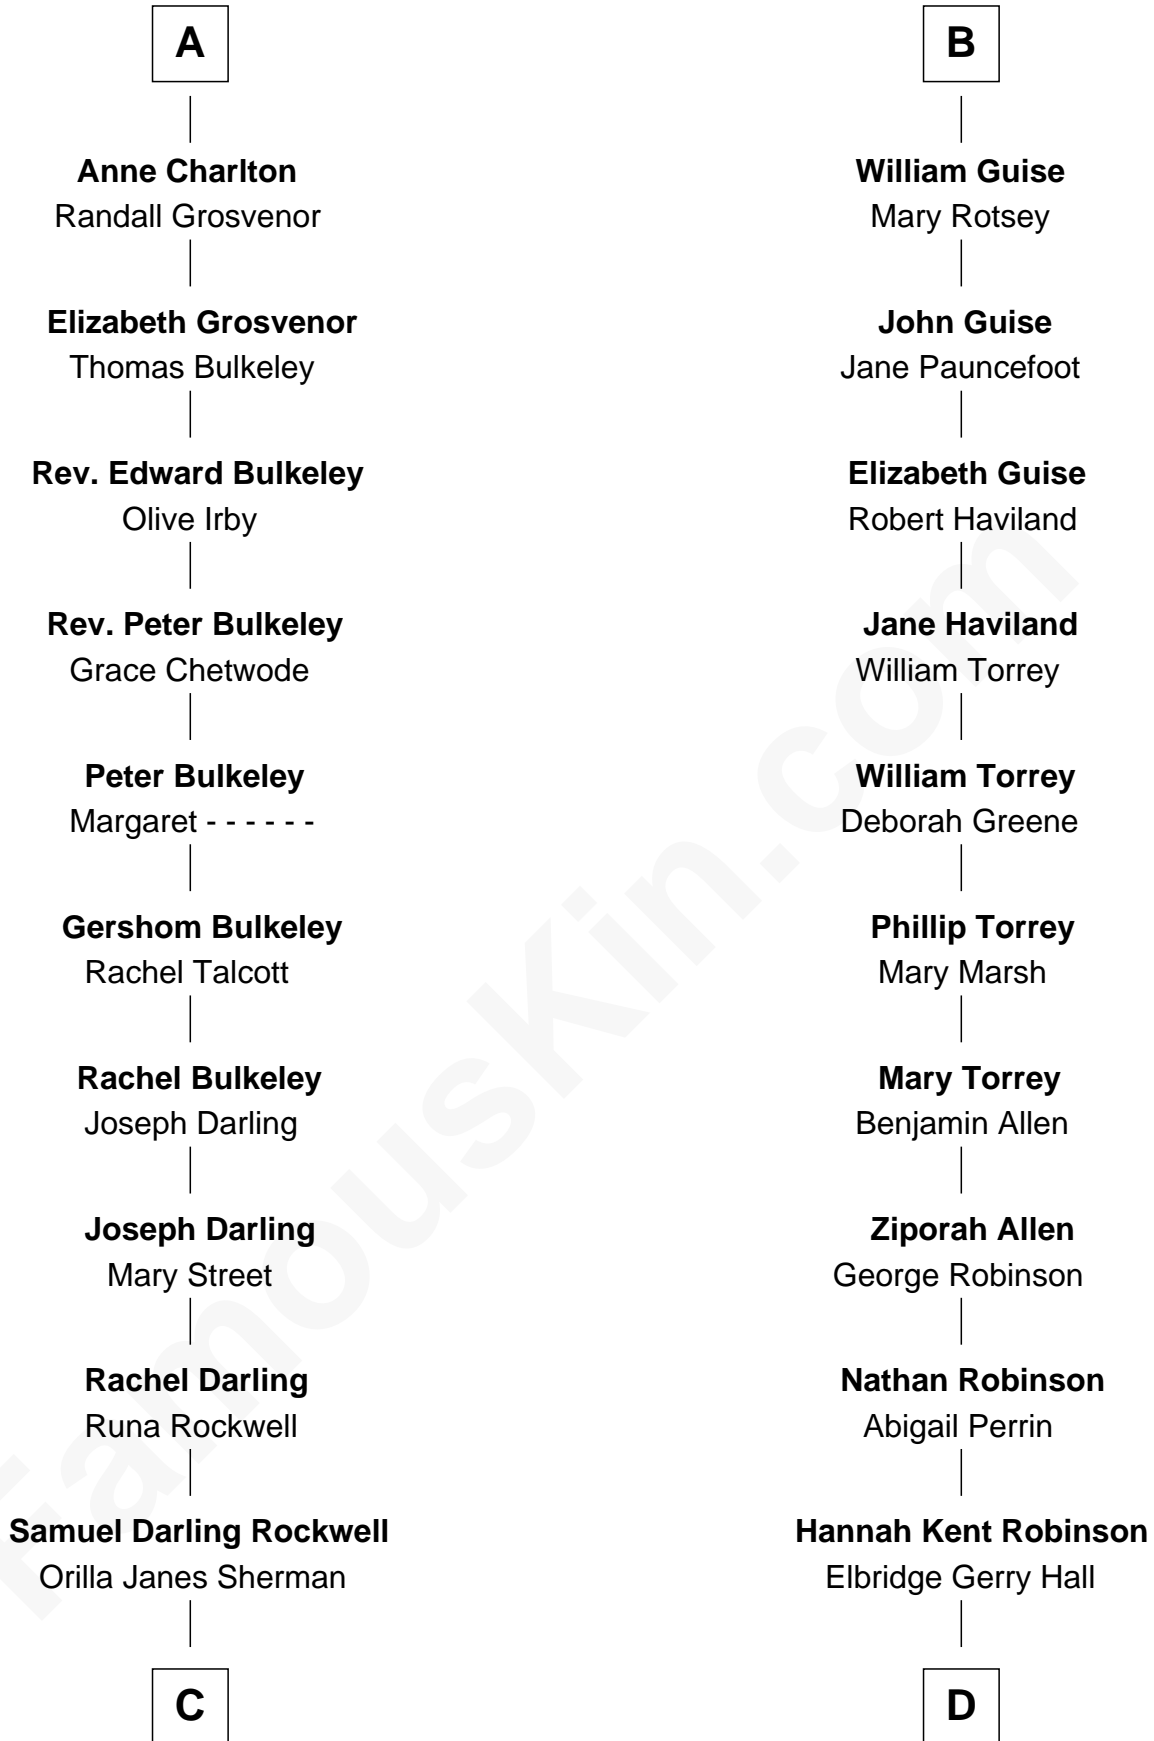 A
Anne Charlton
Randall Grosvenor
Elizabeth Grosvenor
Thomas Bulkeley
Rev. Edward Bulkeley
Olive Irby
Rev. Peter Bulkeley
Grace Chetwode
Peter Bulkeley
Margaret - - - - - -
Gershom Bulkeley
Rachel Talcott
Rachel Bulkeley
Joseph Darling
Joseph Darling
Mary Street
Rachel Darling
Runa Rockwell
Samuel Darling Rockwell
Orilla Janes Sherman
C
B
William Guise
Mary Rotsey
John Guise
Jane Pauncefoot
Elizabeth Guise
Robert Haviland
Jane Haviland
William Torrey
William Torrey
Deborah Greene
Phillip Torrey
Mary Marsh
Mary Torrey
Benjamin Allen
Ziporah Allen
George Robinson
Nathan Robinson
Abigail Perrin
Hannah Kent Robinson
Elbridge Gerry Hall
D
FamousKin.com